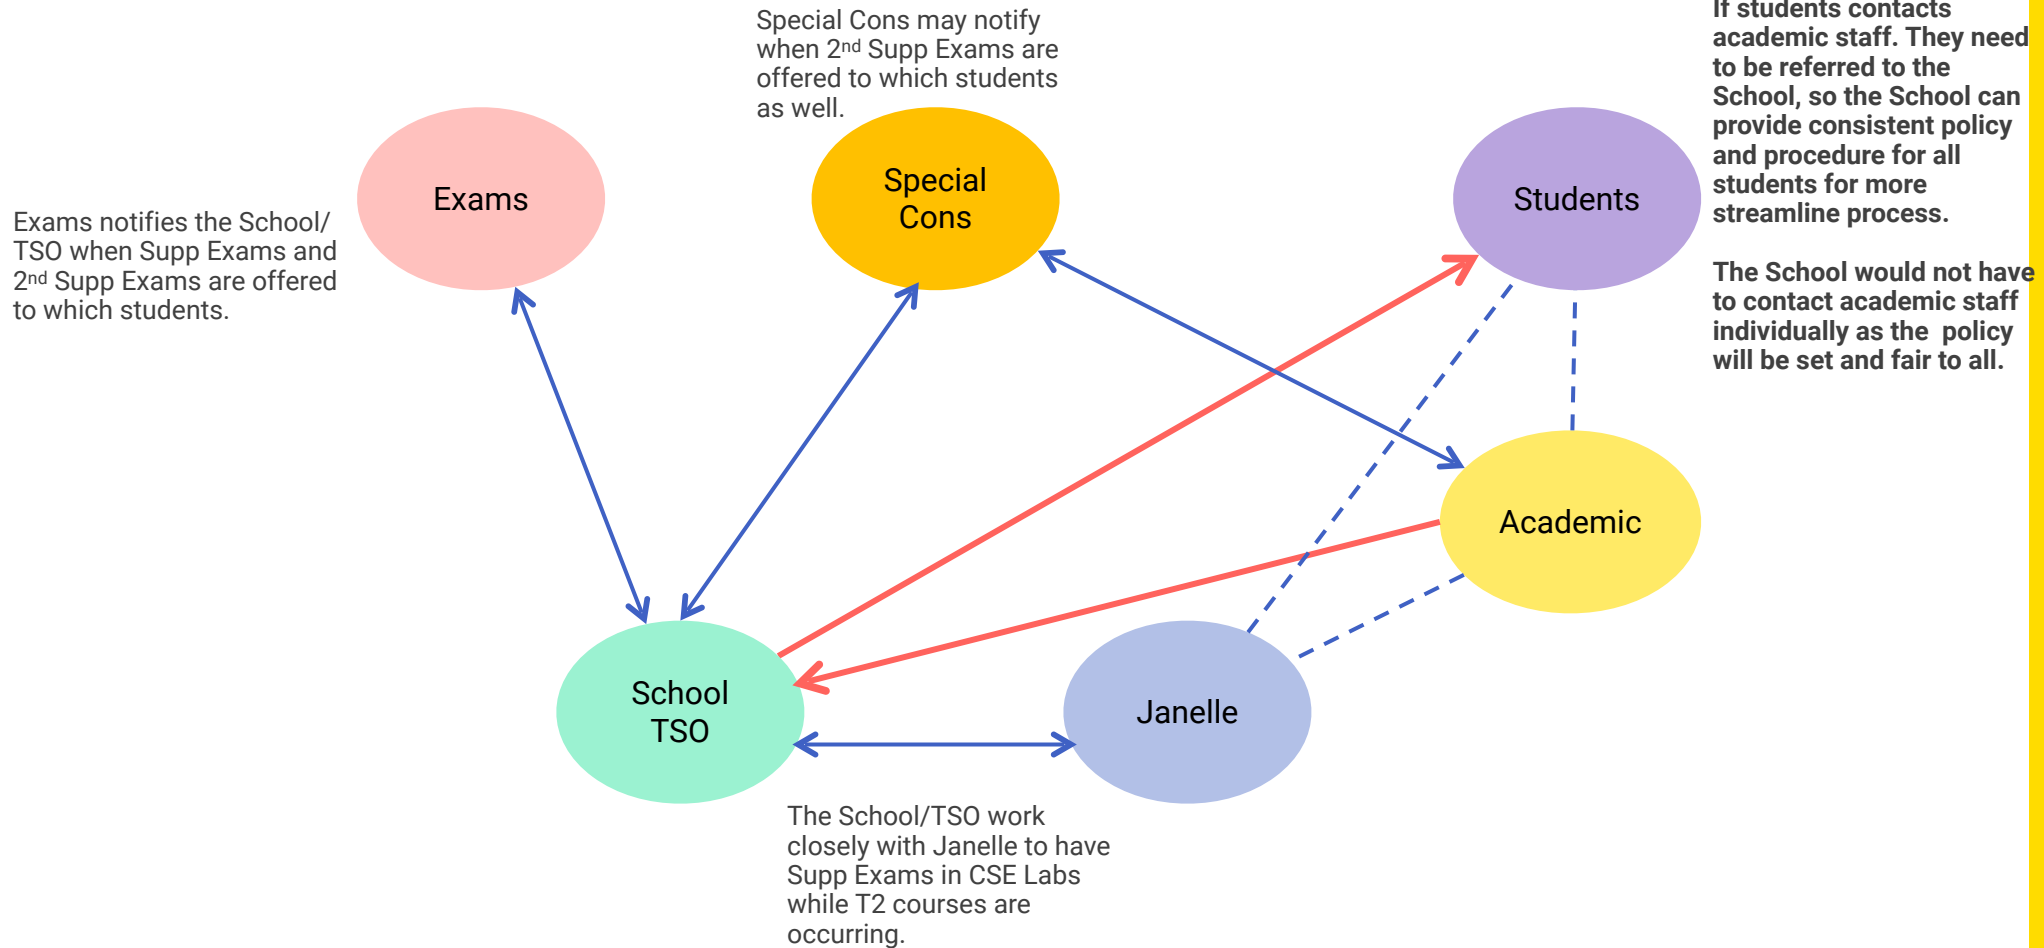 Special Cons may notify
when 2nd Supp Exams are
offered to which students
as well.
If students contacts
academic staff. They need
to be referred to the
School, so the School can
provide consistent policy
and procedure for all
students for more
streamline process.
The School would not have
to contact academic staff
individually as the policy
will be set and fair to all.
Exams
Special
Cons
Students
Exams notifies the School/
TSO when Supp Exams and
2nd Supp Exams are offered
to which students.
Academic
School
TSO
Janelle
The School/TSO work
closely with Janelle to have
Supp Exams in CSE Labs
while T2 courses are
occurring.